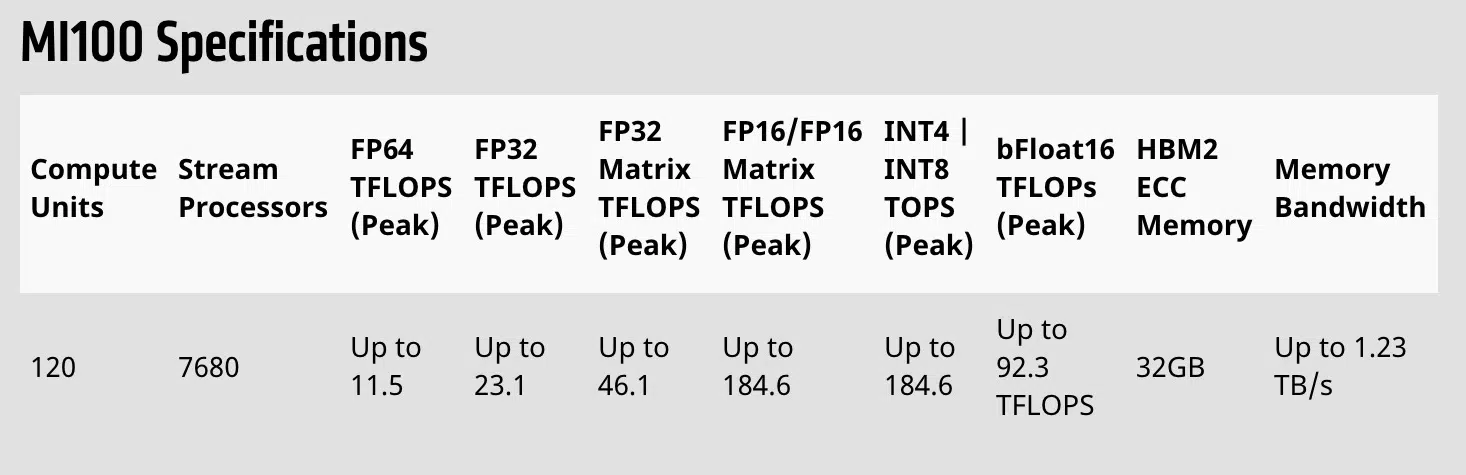 MI100 Specifications
Compute
Units
Stream
Processors
FP64
TFLOPS
(Peak)
FP32
TFLOPS
(Peak)
FP32
Matrix
TFLOPS
(Peak)
FP16/FP16
Matrix
TFLOPS
(Peak)
INT4 |
INT8
TOPS
(Peak)
bFloat16
TFLOPs
(Peak)
HBM2
ECC
Memory
Memory
Bandwidth
120
7680
Up to
11.5
Up to
23.1
Up to
46.1
Up to
184.6
Up to
184.6
Up to
92.3
TFLOPS
32GB
Up to 1.23
TB/s